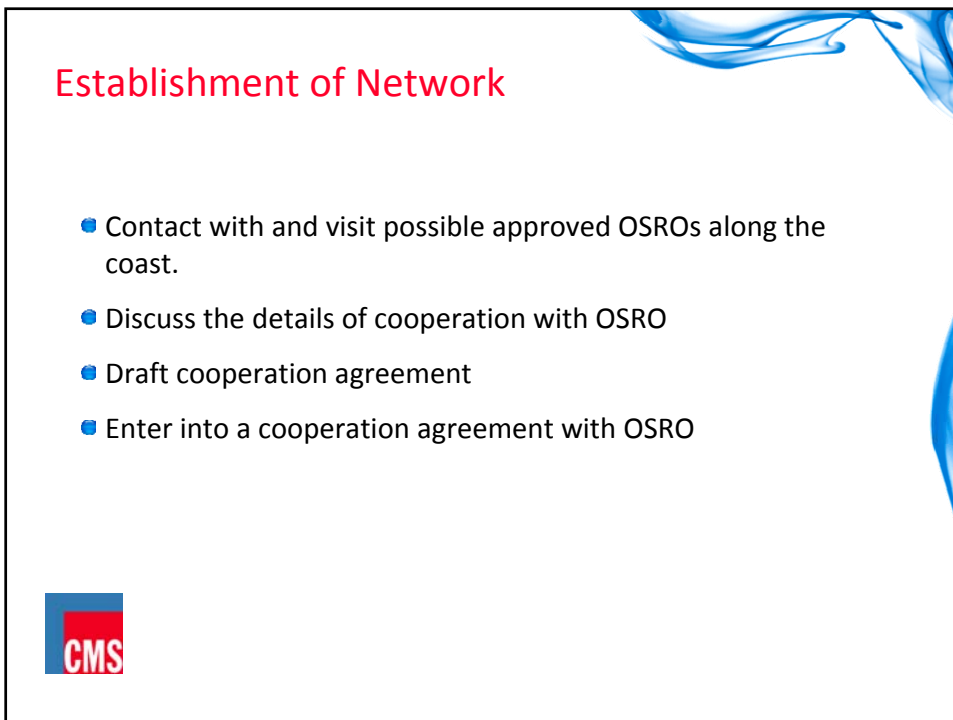 Establishment of Network
Contact with and visit possible approved OSROs along the
coast.
Discuss the details of cooperation with OSRO
Draft cooperation agreement
Enter into a cooperation agreement with OSRO
CMS